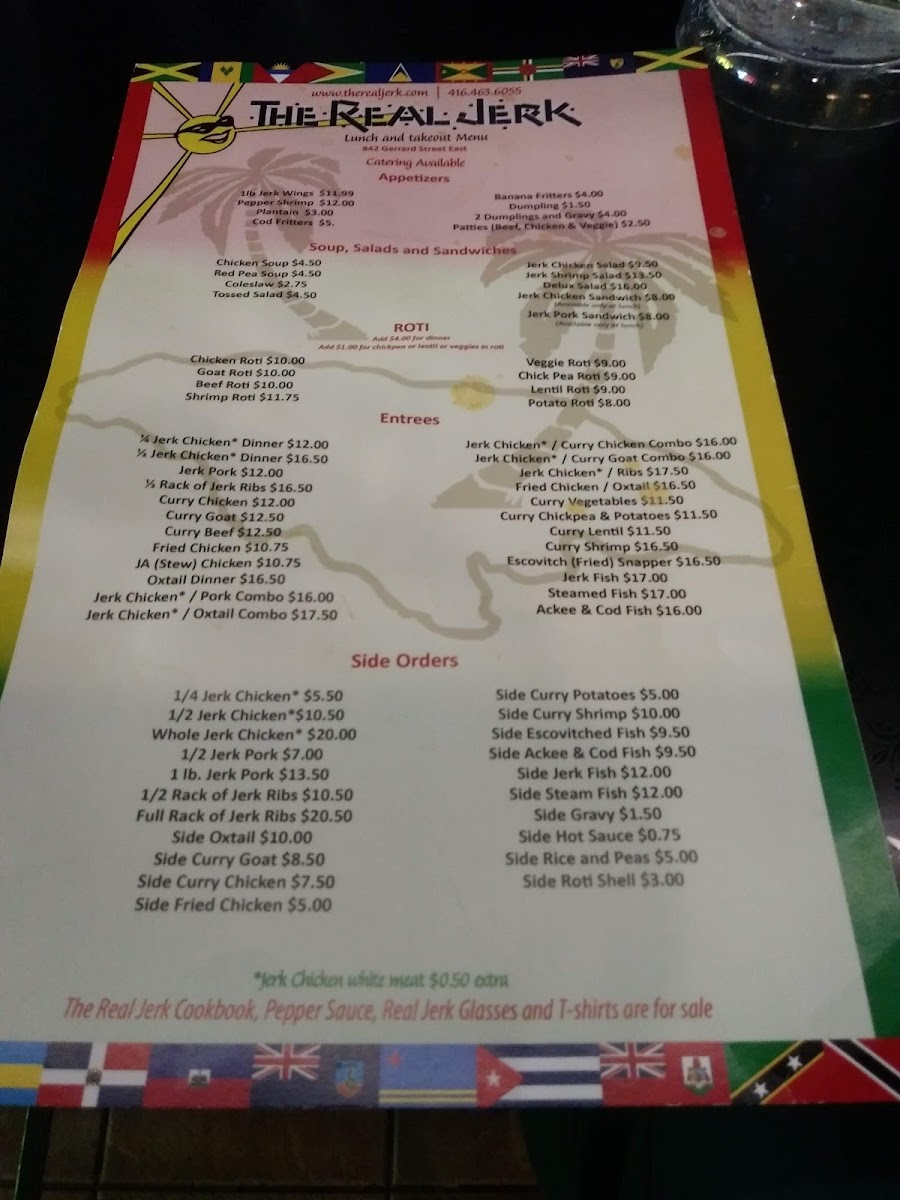 www.therealjerk.com | 416.463.6055
THE REAL JERK
Lunch and takeout Menu
842 Gerrard Street East
Catering Available
Appetizers
1lb Jerk Wings $11.99
Pepper Shrimp $12.00
Plantain $3.00
Cod Fritters $5.
Banana Fritters $4.00
Dumpling $1.50
2 Dumplings and Gravy $4.00
Patties (Beef, Chicken & Veggie) $2.50
Soup, Salads and Sandwiches
Chicken Soup $4.50
Red Pea Soup $4.50
Coleslaw $2.75
Tossed Salad $4.50
Jerk Chicken Salad $9.50
Jerk Shrimp Salad $13.50
Delux Salad $16.00
Jerk Chicken Sandwich $8.00
(Available only at lunch)
Jerk Pork Sandwich $8.00
(Available only at lunch)
ROTI
Add $4.00 for dinner
Add $1.00 for chickpea or lentil or veggies in roti
Chicken Roti $10.00
Goat Roti $10.00
Beef Roti $10.00
Shrimp Roti $11.75
Veggie Roti $9.00
Chick Pea Roti $9.00
Lentil Roti $9.00
Potato Roti $8.00
Entrees
¼ Jerk Chicken* Dinner $12.00
½ Jerk Chicken* Dinner $16.50
Jerk Pork $12.00
½ Rack of Jerk Ribs $16.50
Curry Chicken $12.00
Curry Goat $12.50
Curry Beef $12.50
Fried Chicken $10.75
JA (Stew) Chicken $10.75
Oxtail Dinner $16.50
Jerk Chicken* / Pork Combo $16.00
Jerk Chicken* / Oxtail Combo $17.50
Jerk Chicken* / Curry Chicken Combo $16.00
Jerk Chicken* / Curry Goat Combo $16.00
Jerk Chicken* / Ribs $17.50
Fried Chicken / Oxtail $16.50
Curry Vegetables $11.50
Curry Chickpea & Potatoes $11.50
Curry Lentil $11.50
Curry Shrimp $16.50
Escovitch (Fried) Snapper $16.50
Jerk Fish $17.00
Steamed Fish $17.00
Ackee & Cod Fish $16.00
Side Orders
1/4 Jerk Chicken* $5.50
1/2 Jerk Chicken*$10.50
Whole Jerk Chicken* $20.00
1/2 Jerk Pork $7.00
1 lb. Jerk Pork $13.50
1/2 Rack of Jerk Ribs $10.50
Full Rack of Jerk Ribs $20.50
Side Oxtail $10.00
Side Curry Goat $8.50
Side Curry Chicken $7.50
Side Fried Chicken $5.00
Side Curry Potatoes $5.00
Side Curry Shrimp $10.00
Side Escovitched Fish $9.50
Side Ackee & Cod Fish $9.50
Side Jerk Fish $12.00
Side Steam Fish $12.00
Side Gravy $1.50
Side Hot Sauce $0.75
Side Rice and Peas $5.00
Side Roti Shell $3.00
*Jerk Chicken white meat $0.50 extra
The Real Jerk Cookbook, Pepper Sauce, Real Jerk Glasses and T-shirts are for sale